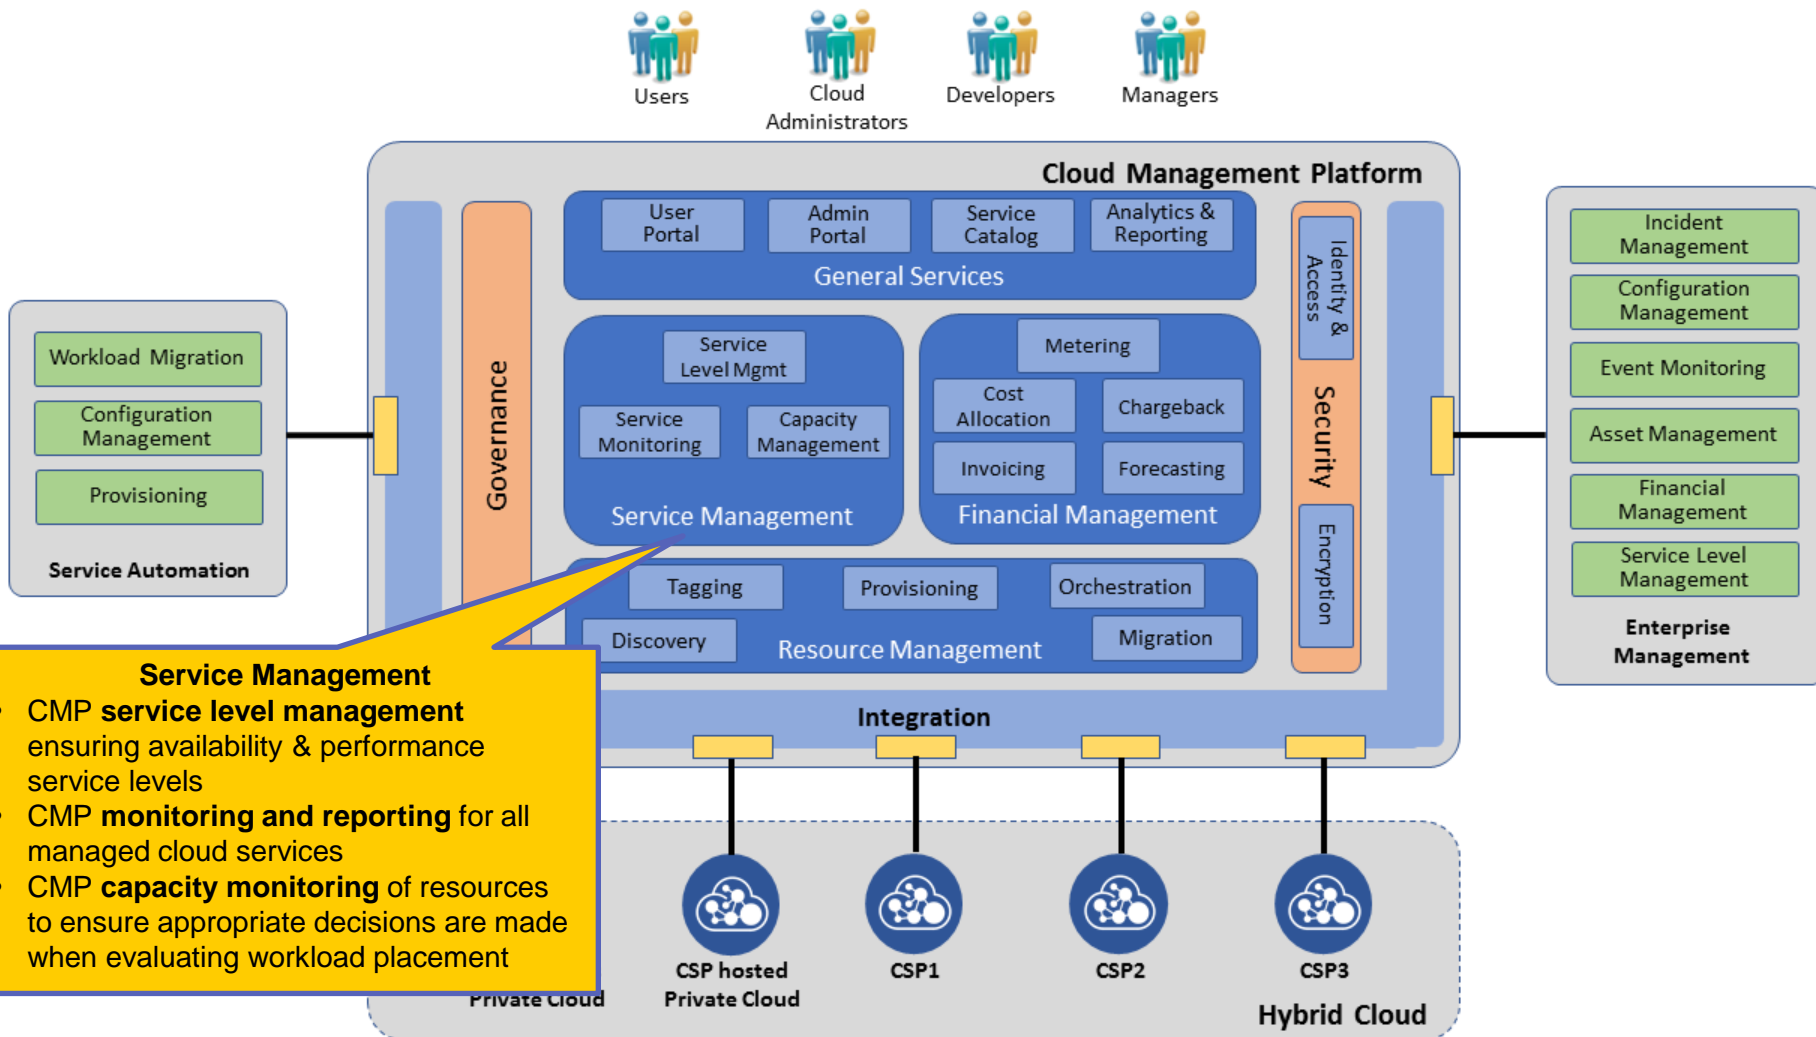 Users
Cloud
Administrators
Developers
Managers
Cloud Management Platform
User
Portal
Admin
Portal
Service
Catalog
Analytics &
Reporting
General Services
Governance
Service
Level Mgmt
Service
Monitoring
Capacity
Management
Service Management
Metering
Cost
Allocation
Chargeback
Invoicing
Forecasting
Financial Management
Identity &
Access
Security
Encryption
Tagging
Provisioning
Orchestration
Discovery
Migration
Resource Management
Integration
Workload Migration
Configuration
Management
Provisioning
Service Automation
Incident
Management
Configuration
Management
Event Monitoring
Asset Management
Financial
Management
Service Level
Management
Enterprise
Management
Service Management
• CMP service level management
ensuring availability & performance
service levels
• CMP monitoring and reporting for all
managed cloud services
• CMP capacity monitoring of resources
to ensure appropriate decisions are made
when evaluating workload placement
Private Cloud
CSP hosted
Private Cloud
CSP1
CSP2
CSP3
Hybrid Cloud